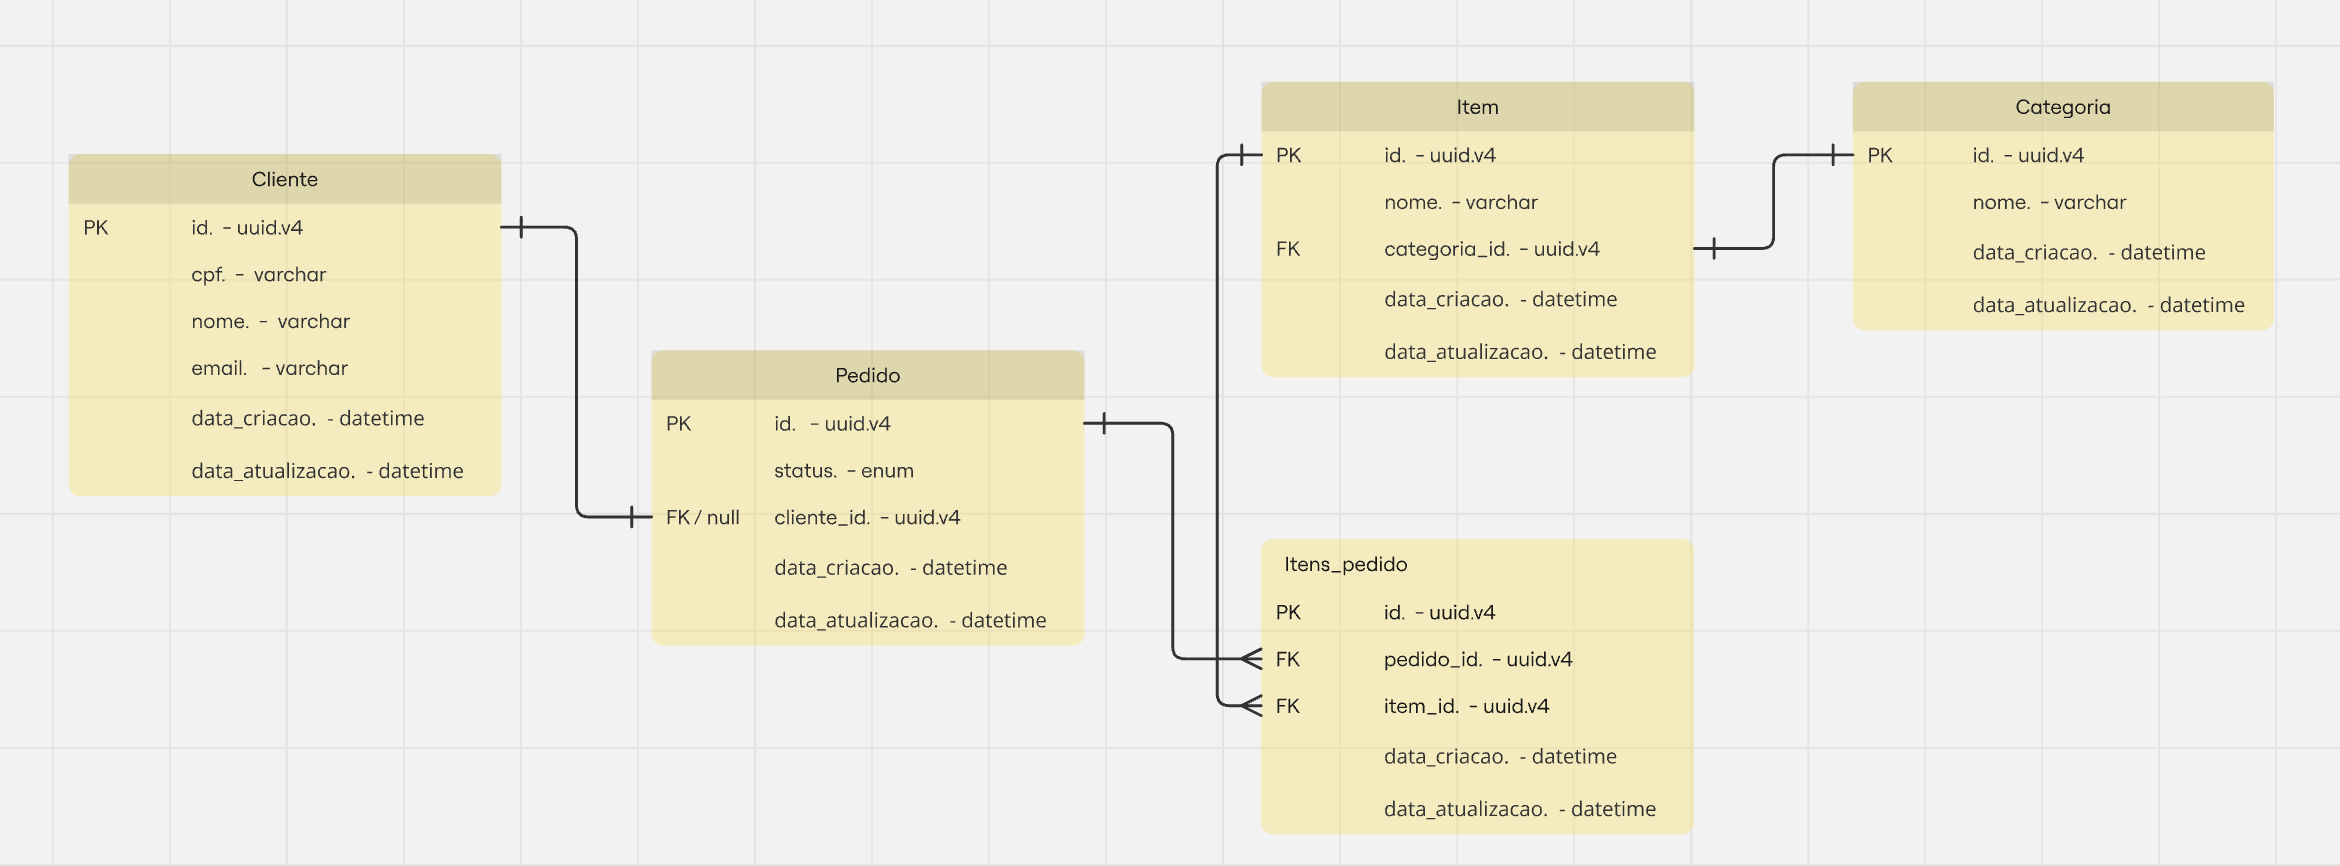 Cliente
PK id. - uuid.v4
cpf. - varchar
nome. - varchar
email. - varchar
data_criacao. - datetime
data_atualizacao. - datetime
Pedido
PK id. - uuid.v4
status. - enum
FK / null cliente_id. - uuid.v4
data_criacao. - datetime
data_atualizacao. - datetime
Item
PK id. - uuid.v4
nome. - varchar
FK categoria_id. - uuid.v4
data_criacao. - datetime
data_atualizacao. - datetime
Categoria
PK id. - uuid.v4
nome. - varchar
data_criacao. - datetime
data_atualizacao. - datetime
Itens_pedido
PK id. - uuid.v4
FK pedido_id. - uuid.v4
FK item_id. - uuid.v4
data_criacao. - datetime
data_atualizacao. - datetime